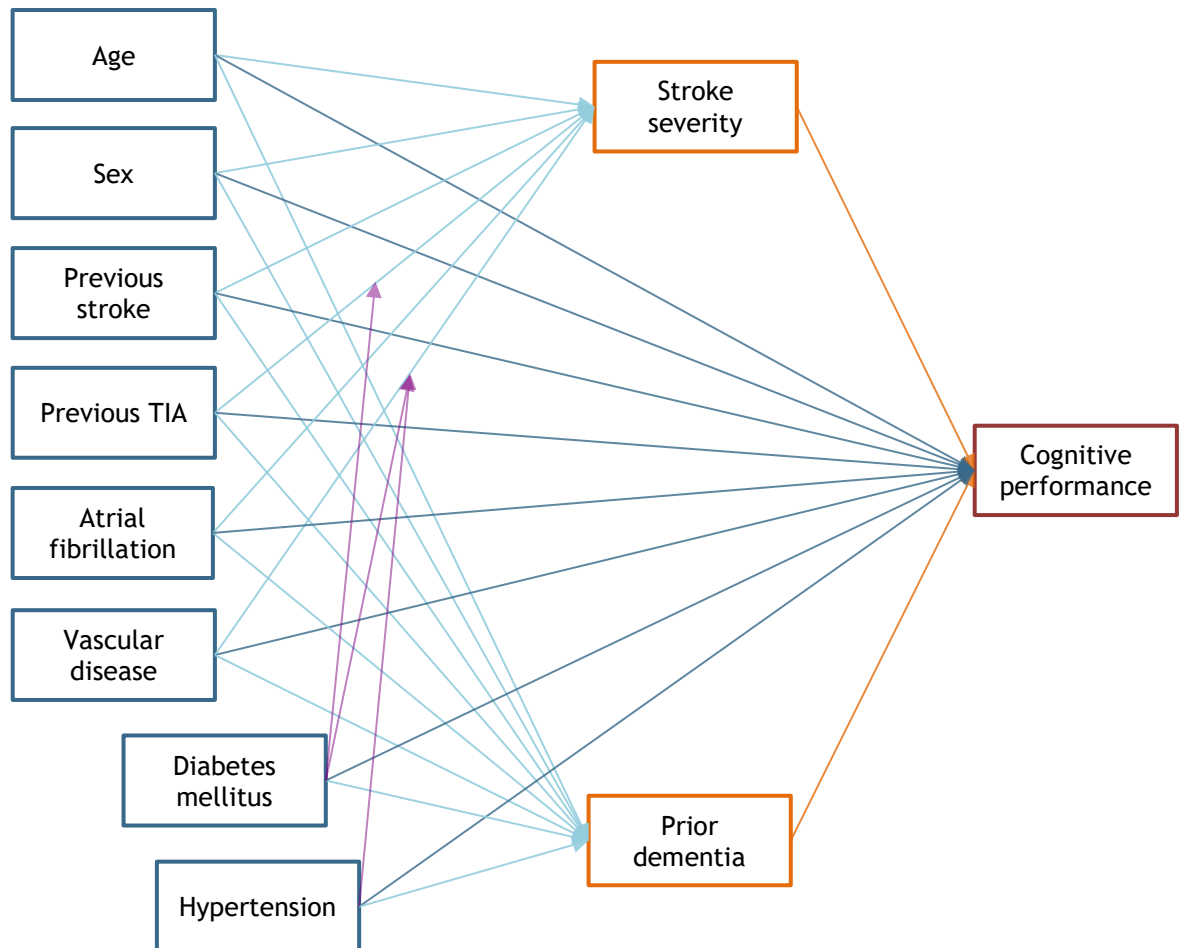 Age
Sex
Previous
stroke
Previous TIA
Atrial
fibrillation
Vascular
disease
Diabetes
mellitus
Hypertension
Stroke
severity
Prior
dementia
Cognitive
performance